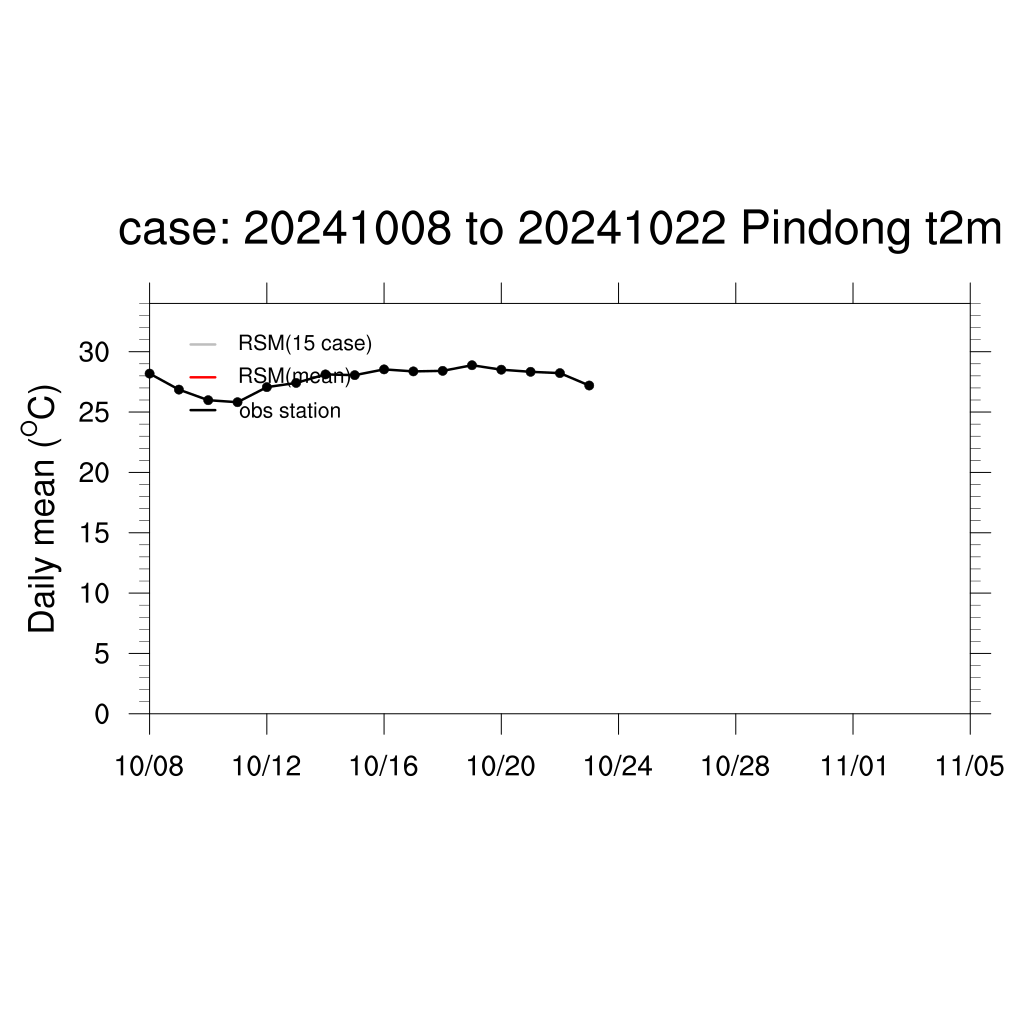 case: 20241008 to 20241022 Pindong t2m
RSM(15 case)
RSM(mean)
obs station
Daily mean (°C)
30
25
20
15
10
5
0
10/08 10/12 10/16 10/20 10/24 10/28 11/01 11/05